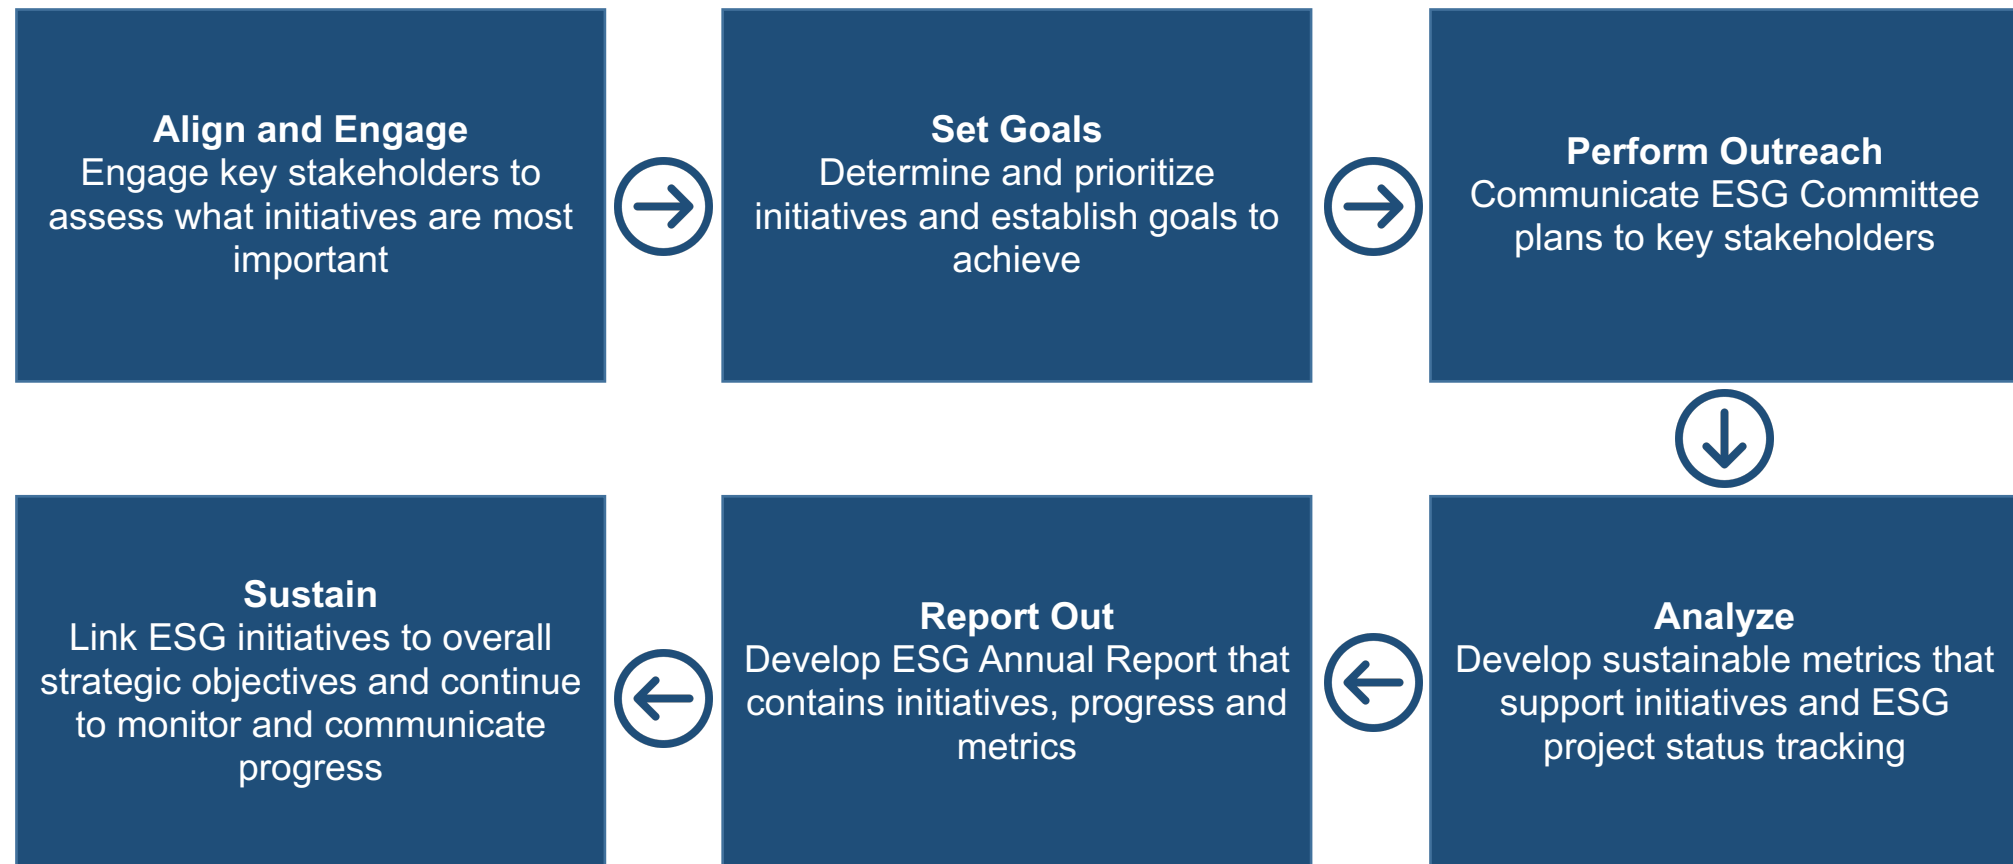 Align and Engage
Engage key stakeholders to
assess what initiatives are most
important
Set Goals
Determine and prioritize
initiatives and establish goals to
achieve
Perform Outreach
Communicate ESG Committee
plans to key stakeholders
Analyze
Develop sustainable metrics that
support initiatives and ESG
project status tracking
Report Out
Develop ESG Annual Report that
contains initiatives, progress and
metrics
Sustain
Link ESG initiatives to overall
strategic objectives and continue
to monitor and communicate
progress